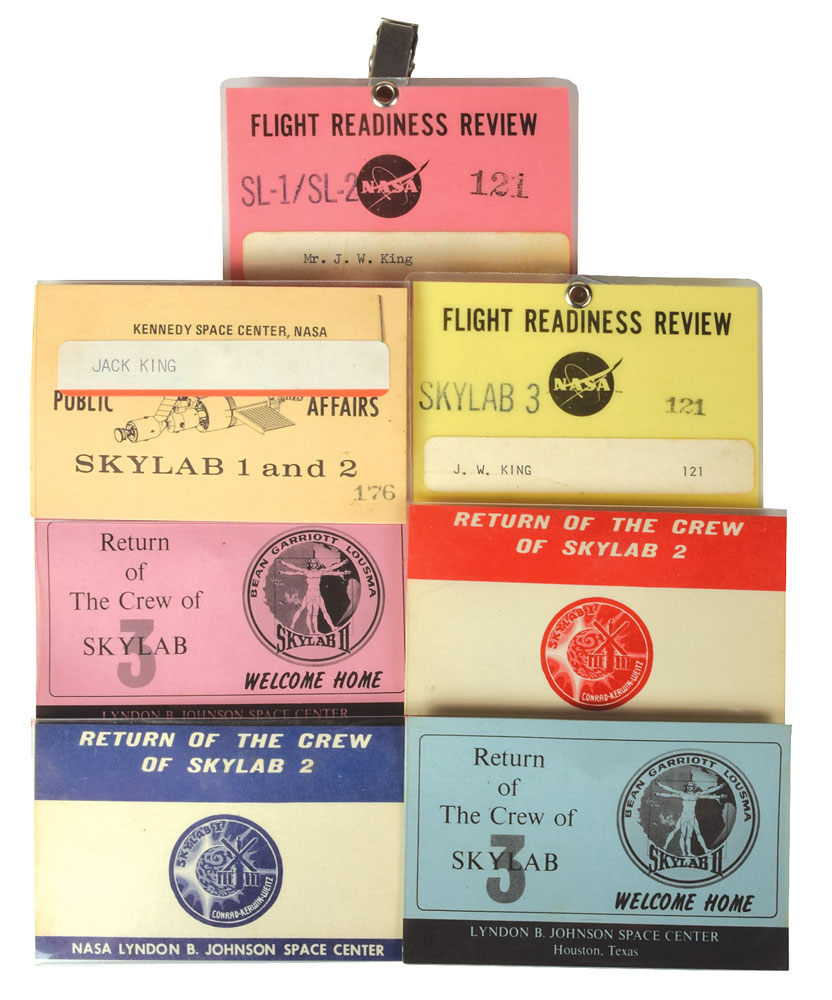 FLIGHT READINESS REVIEW
SL-1/SL-2 NASA 121
Mr. J. W. King
KENNEDY SPACE CENTER, NASA
JACK KING
PUBLIC AFFAIRS
SKYLAB 1 and 2
176
FLIGHT READINESS REVIEW
SKYLAB 3 NASA 121
J. W. KING 121
Return
of
The Crew of
SKYLAB
3
BEAN GARRIOTT LOUSMA
SKYLAB II
WELCOME HOME
LYNDON B. JOHNSON SPACE CENTER
RETURN OF THE CREW
OF SKYLAB 2
SKYLAB I
CONRAD-KERWIN-WEITZ
RETURN OF THE CREW
OF SKYLAB 2
SKYLAB I
CONRAD-KERWIN-WEITZ
NASA LYNDON B. JOHNSON SPACE CENTER
Return
of
The Crew of
SKYLAB
3
BEAN GARRIOTT LOUSMA
SKYLAB II
WELCOME HOME
LYNDON B. JOHNSON SPACE CENTER
Houston, Texas